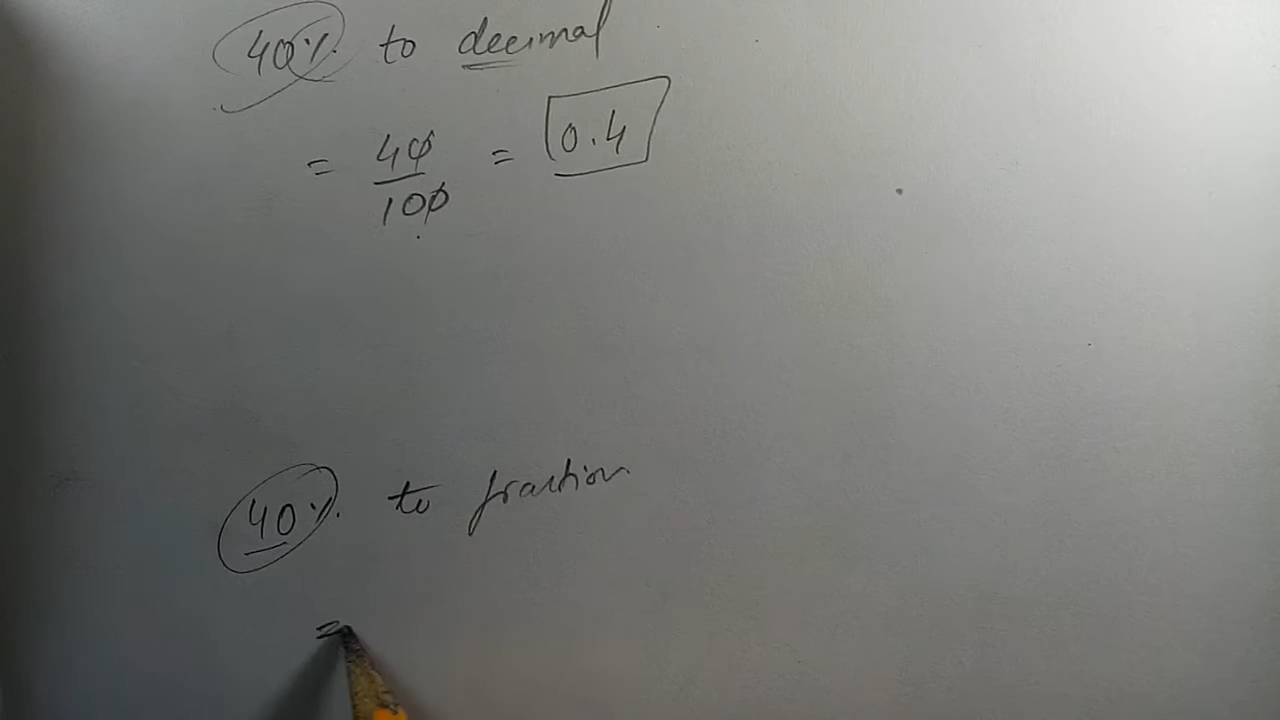 40% to decimal
= 40/100 = 0.4
40% to fraction
=